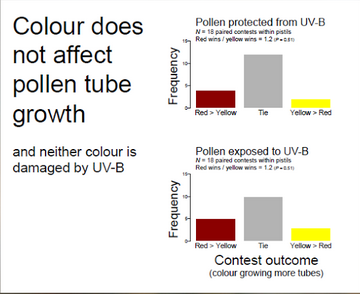 Colour does
not affect
pollen tube
growth
and neither colour is
damaged by UV-B
Pollen protected from UV-B
N = 18 paired contests within pistils
Red wins / yellow wins = 1.2 (P = 0.81)
15
10
5
0
Frequency
Red > Yellow
Tie
Yellow > Red
Pollen exposed to UV-B
N = 18 paired contests within pistils
Red wins / yellow wins = 1.2 (P = 0.51)
15
10
5
0
Frequency
Red > Yellow
Tie
Yellow > Red
Contest outcome
(colour growing more tubes)